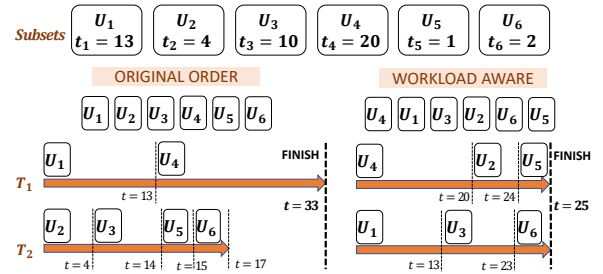 Subsets
U₁ U₂ U₃ U₄ U₅ U₆
t₁ = 13 t₂ = 4 t₃ = 10 t₄ = 20 t₅ = 1 t₆ = 2
ORIGINAL ORDER WORKLOAD AWARE
U₁ U₂ U₃ U₄ U₅ U₆ U₄ U₁ U₃ U₂ U₆ U₅
U₁ U₄ FINISH U₄ U₂ U₅ FINISH
T₁
t = 13 t = 33 t = 20 t = 24 t = 25
U₂ U₃ U₅ U₆ U₁ U₃ U₆
T₂
t = 4 t = 14 t = 15 t = 17 t = 13 t = 23